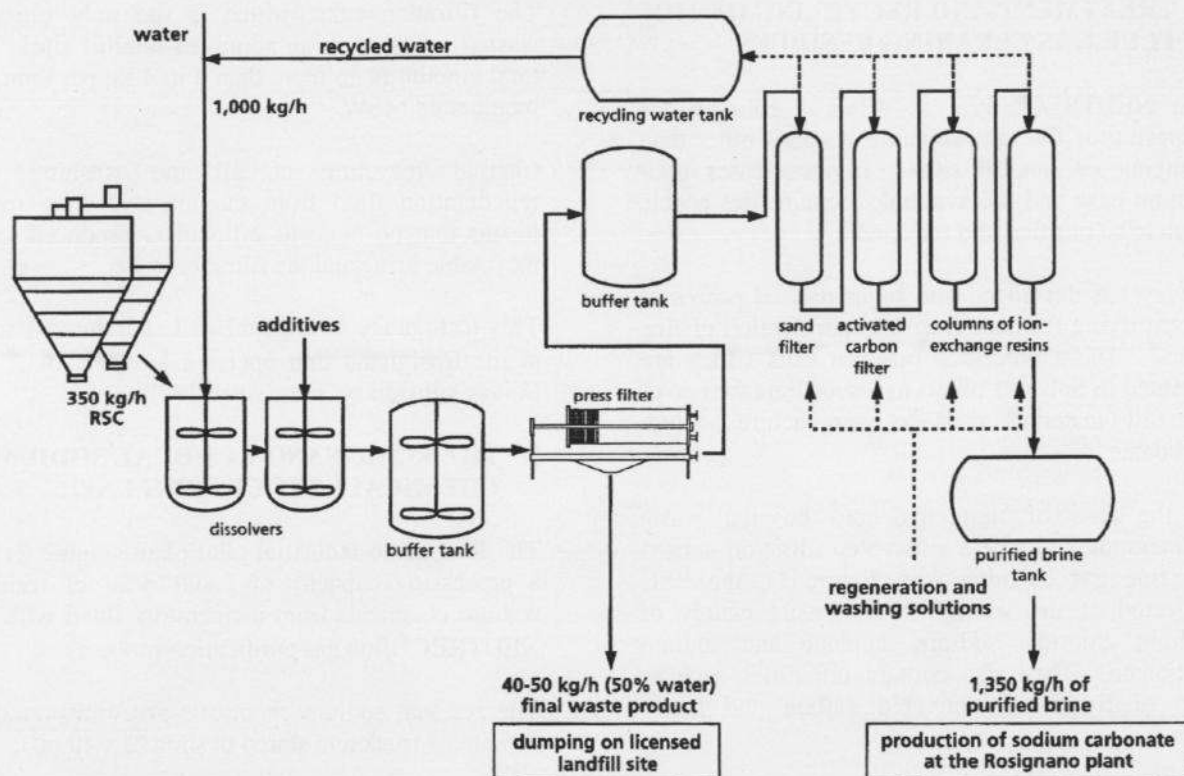 water
recycled water
1,000 kg/h
recycling water tank
buffer tank
sand
filter
activated
carbon
filter
columns of ion-
exchange resins
additives
350 kg/h
RSC
press filter
dissolvers
buffer tank
purified brine
tank
regeneration and
washing solutions
40-50 kg/h (50% water)
final waste product
dumping on licensed
landfill site
1,350 kg/h of
purified brine
production of sodium carbonate
at the Rosignano plant